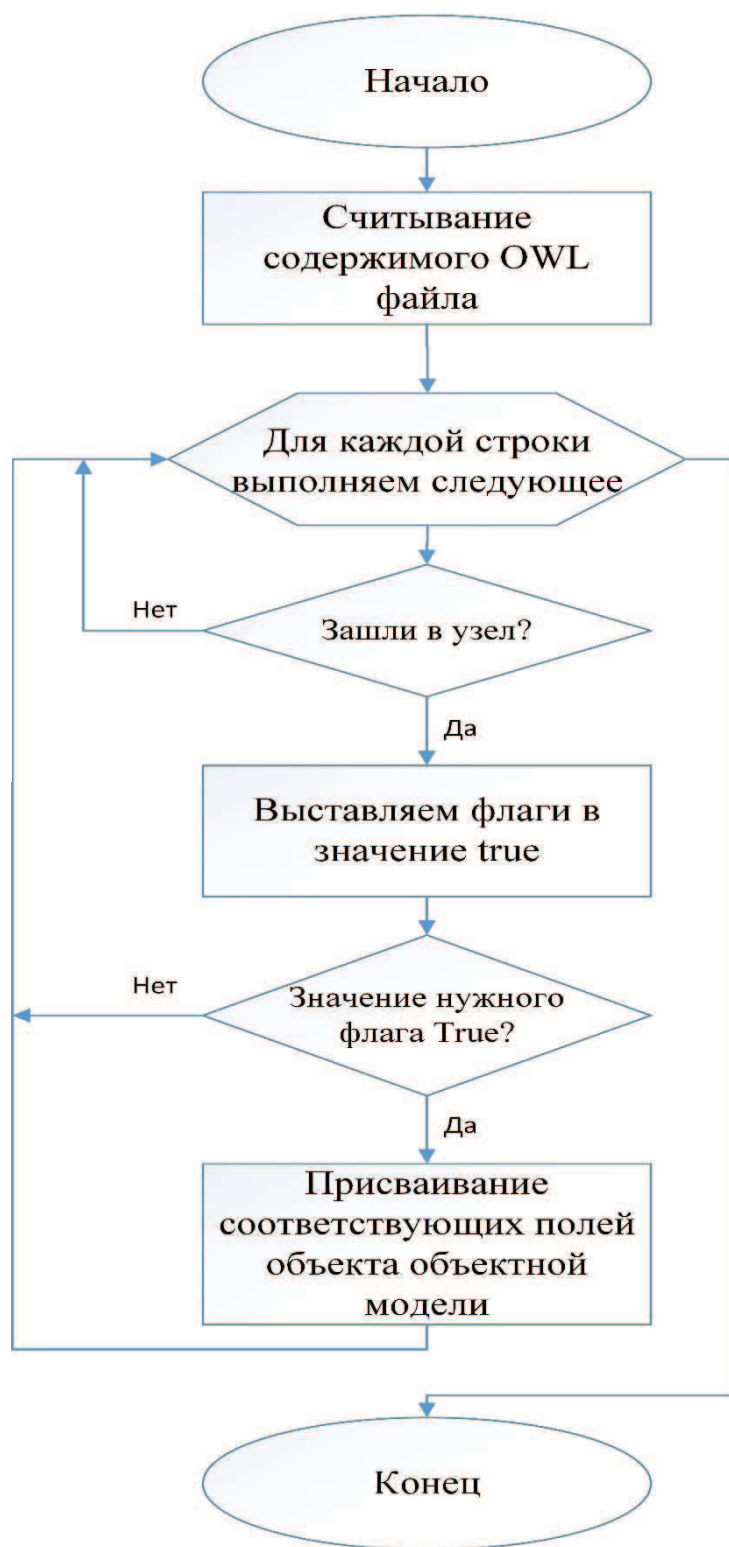 Начало
Считывание
содержимого OWL
файла
Для каждой строки
выполняем следующее
Нет
Зашли в узел?
Да
Выставляем флаги в
значение true
Нет
Значение нужного
флага True?
Да
Присваивание
соответствующих полей
объекта объектной
модели
Конец